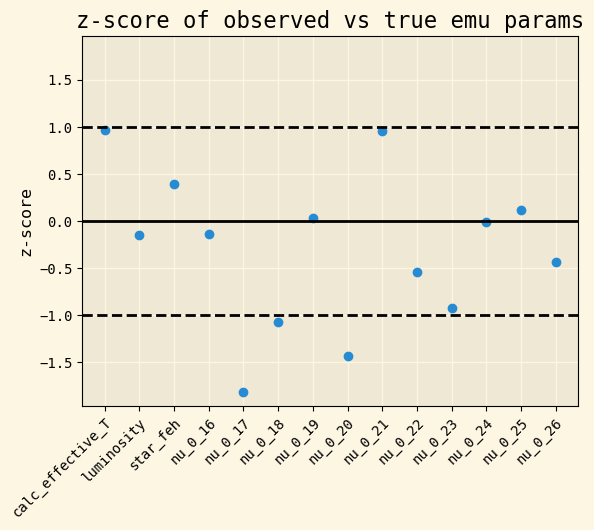 z-score of observed vs true emu params
z-score
1.5
1.0
0.5
0.0
−0.5
−1.0
−1.5
calc_effective_T
luminosity
star_feh
nu_0_16
nu_0_17
nu_0_18
nu_0_19
nu_0_20
nu_0_21
nu_0_22
nu_0_23
nu_0_24
nu_0_25
nu_0_26